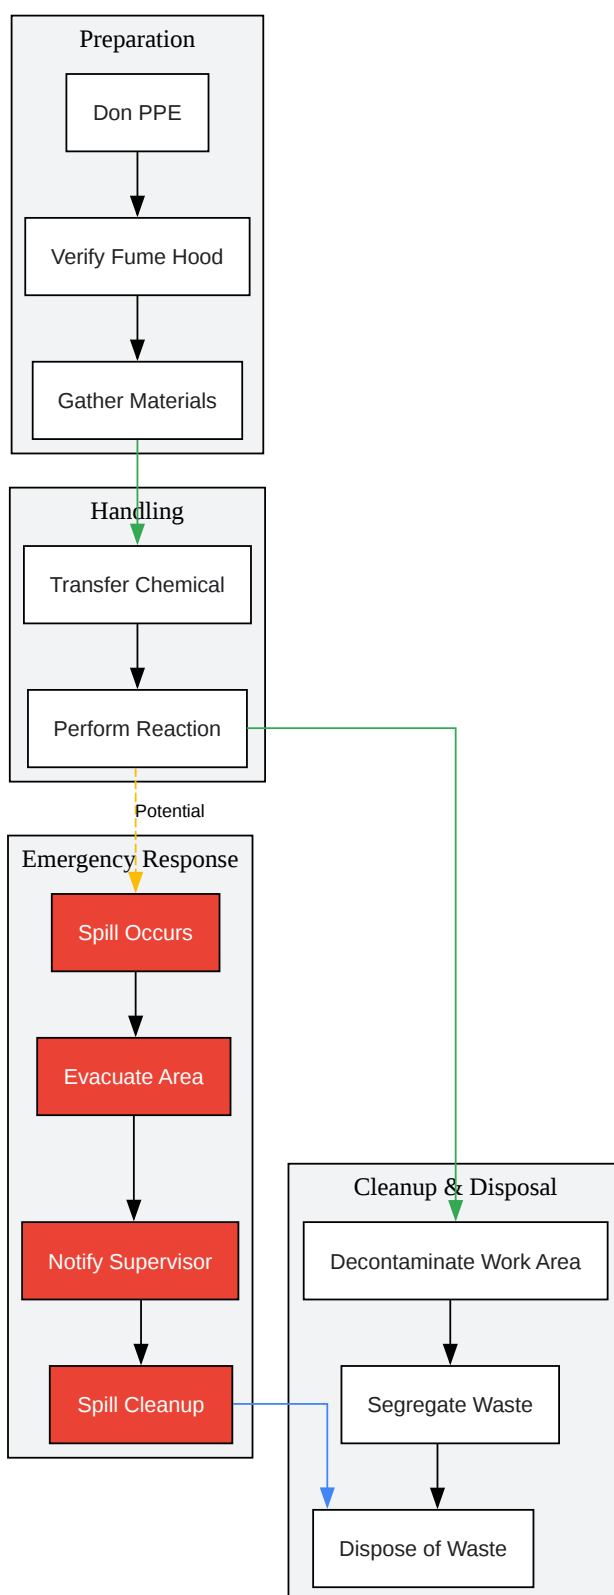 Preparation
Don PPE
Verify Fume Hood
Gather Materials
Handling
Transfer Chemical
Perform Reaction
Potential
Emergency Response
Spill Occurs
Evacuate Area
Notify Supervisor
Spill Cleanup
Cleanup & Disposal
Decontaminate Work Area
Segregate Waste
Dispose of Waste